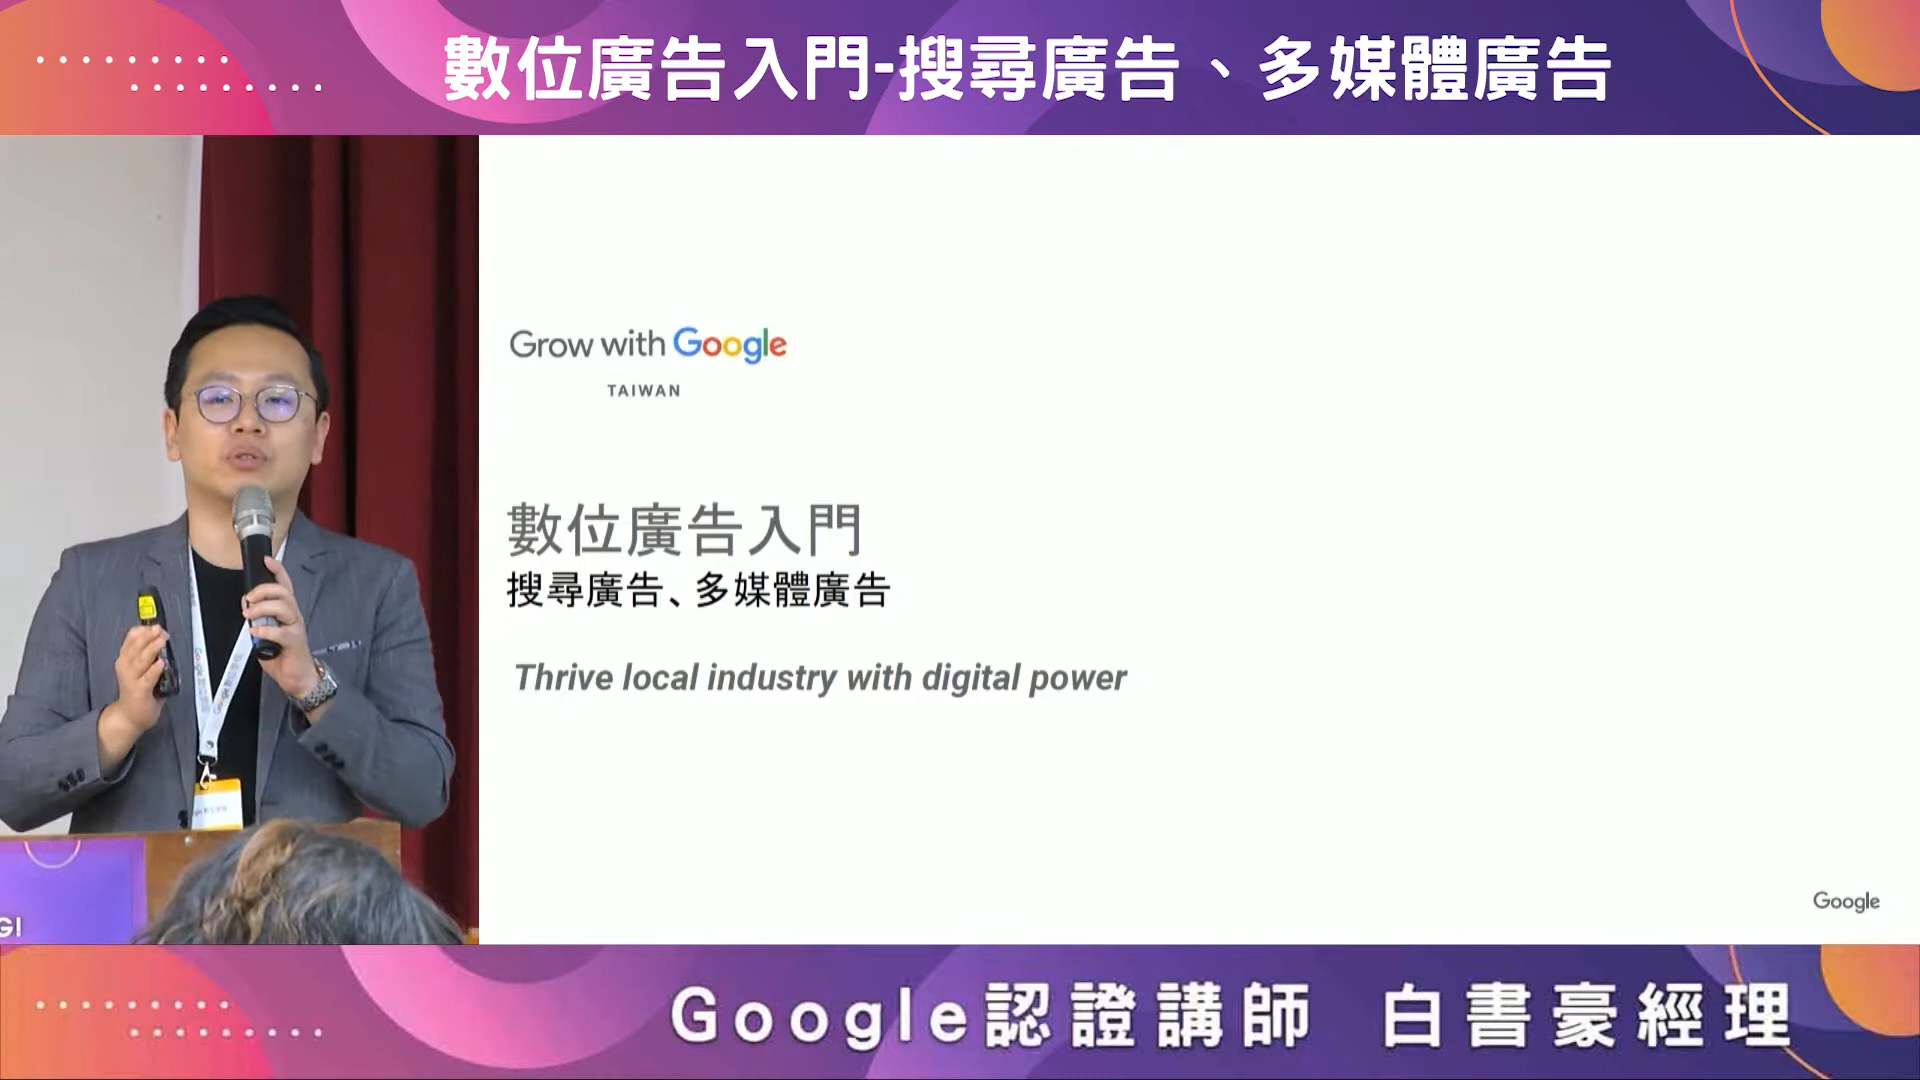 數位廣告入門-搜尋廣告、多媒體廣告
Grow with Google
TAIWAN
數位廣告入門
搜尋廣告、多媒體廣告
Thrive local industry with digital power
Google
G!
Google認證講師 白書豪經理